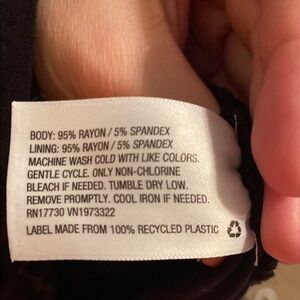 BODY: 95% RAYON / 5% SPANDEX
LINING: 95% RAYON / 5% SPANDEX
MACHINE WASH COLD WITH LIKE COLORS.
GENTLE CYCLE. ONLY NON-CHLORINE
BLEACH IF NEEDED. TUMBLE DRY LOW.
REMOVE PROMPTLY. COOL IRON IF NEEDED.
RN17730 VN1973322
LABEL MADE FROM 100% RECYCLED PLASTIC